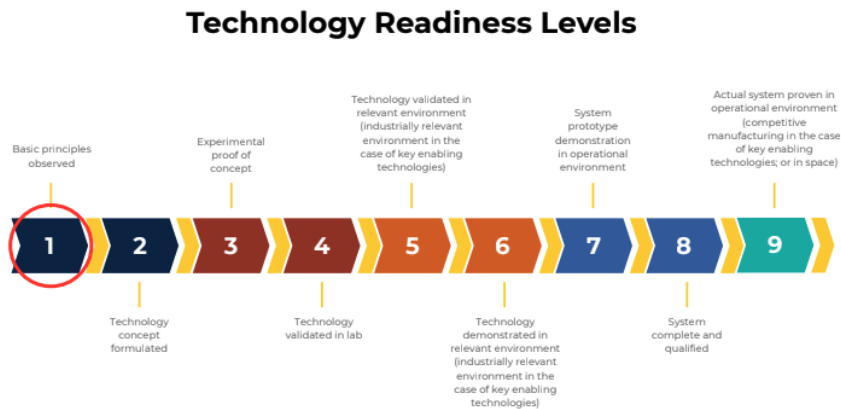 Technology Readiness Levels
Basic principles
observed
Experimental
proof of
concept
Technology validated in
relevant environment
(industrially relevant
environment in the
case of key enabling
technologies)
System
prototype
demonstration
in operational
environment
Actual system proven in
operational environment
(competitive
manufacturing in the case
of key enabling
technologies; or in space)
1 2 3 4 5 6 7 8 9
Technology
concept
formulated
Technology
validated in lab
Technology
demonstrated in
relevant environment
(industrially relevant
environment in the
case of key enabling
technologies)
System
complete and
qualified